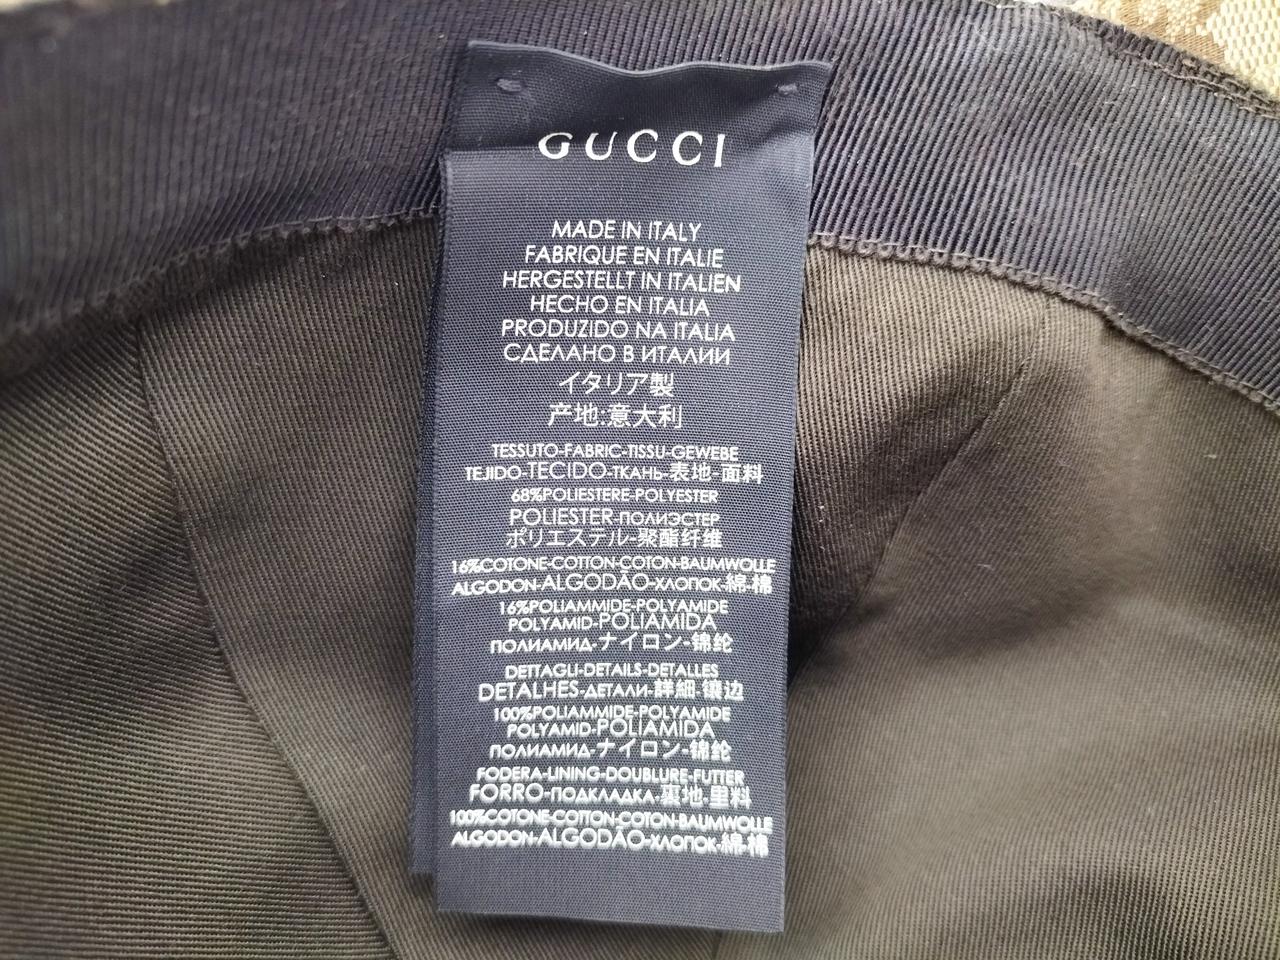 GUCCI
MADE IN ITALY
FABRIQUE EN ITALIE
HERGESTELLT IN ITALIEN
HECHO EN ITALIA
PRODUZIDO NA ITALIA
СДЕЛАНО В ИТАЛИИ
イタリア製
产地:意大利
TESSUTO-FABRIC-TISSU-GEWEBE
TEJIDO-TECIDO-ТКАНЬ-表地-面料
68%POLIESTERE-POLYESTER
POLIESTER-ПОЛИЭСТЕР
ポリエステル-聚酯纤维
16%COTONE-COTTON-COTON-BAUMWOLLE
ALGODON-ALGODÃO-ХЛОПОК-綿-棉
16%POLIAMMIDE-POLYAMIDE
POLYAMID-POLIAMIDA
ПОЛИАМИД-ナイロン-锦纶
DETTAGLI-DETAILS-DETALLES
DETALHES-ДЕТАЛИ-詳細-镶边
100%POLIAMMIDE-POLYAMIDE
POLYAMID-POLIAMIDA
ПОЛИАМИД-ナイロン-锦纶
FODERA-LINING-DOUBLURE-FUTTER
FORRO-ПОДКЛАДКА-裏地-里料
100%COTONE-COTTON-COTON-BAUMWOLLE
ALGODON-ALGODÃO-ХЛОПОК-綿-棉